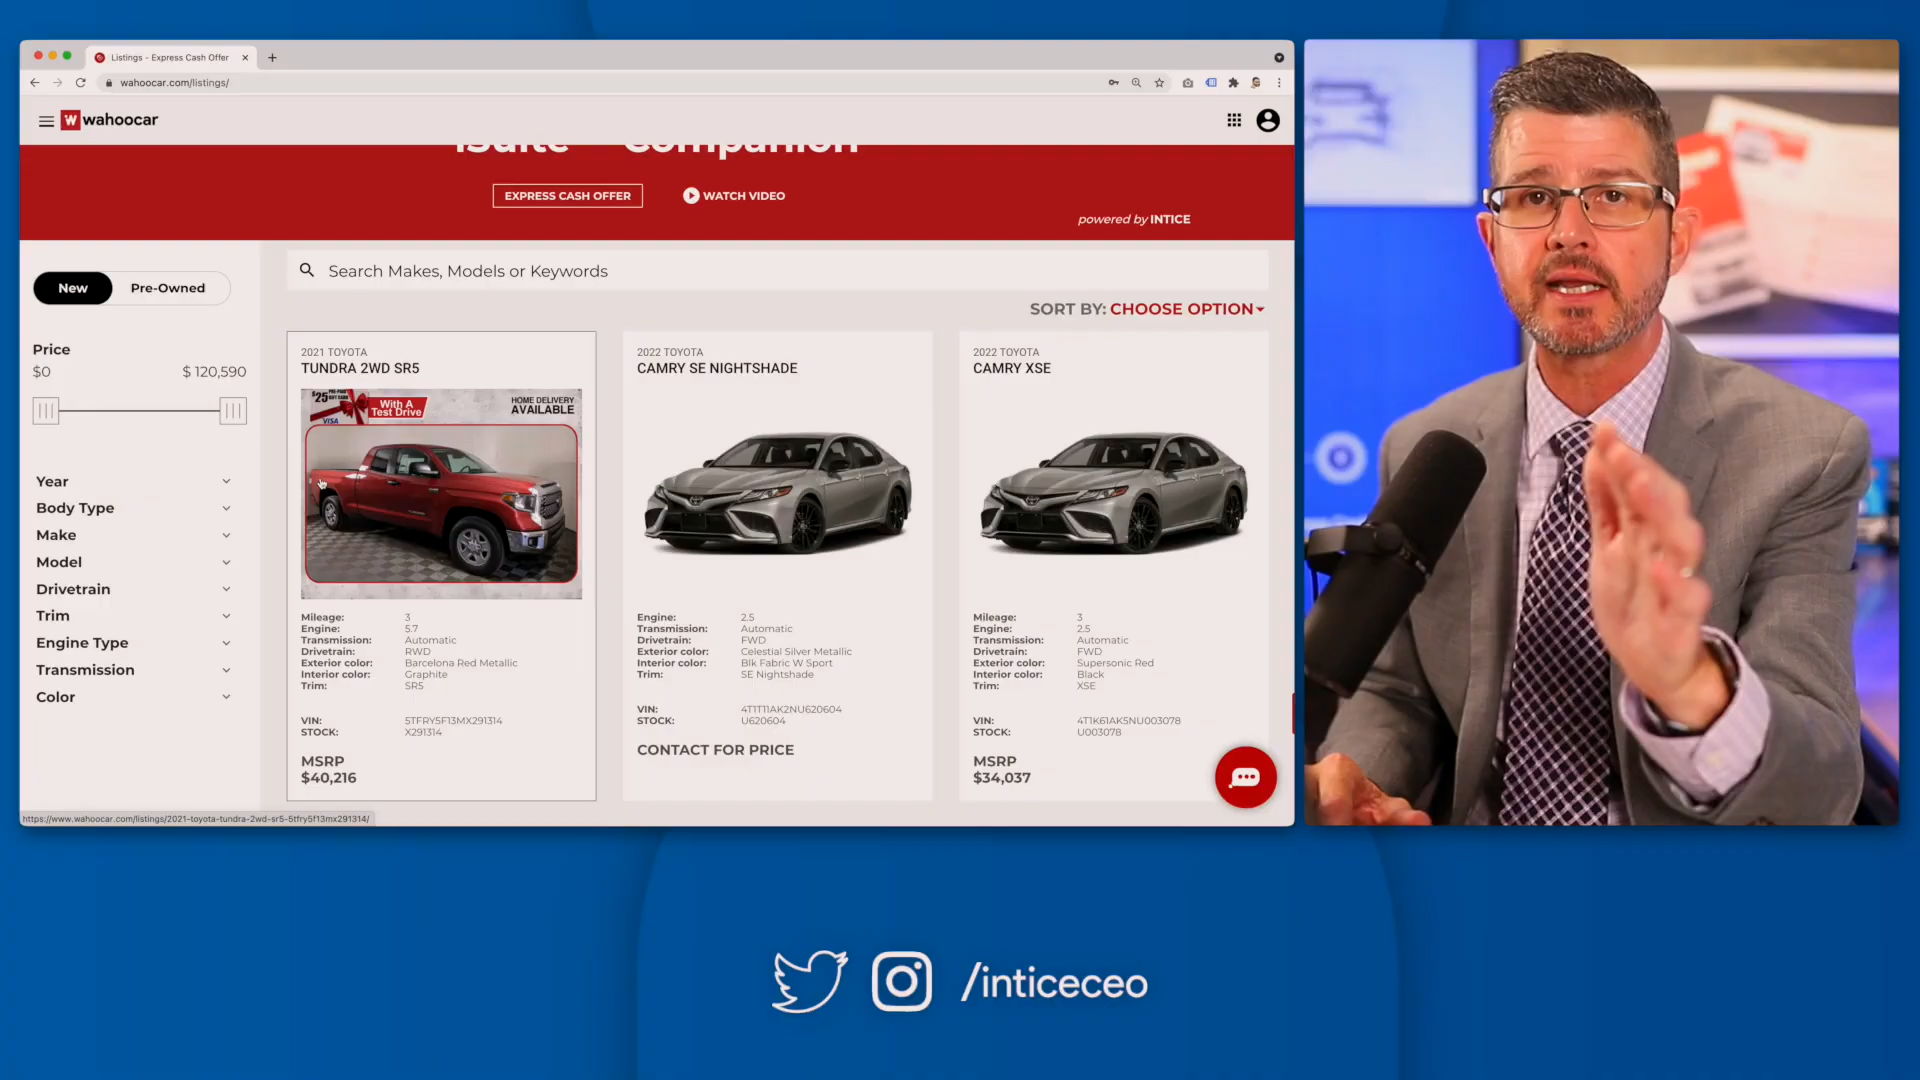 Listings - Express Cash Offer
wahoocar.com/listings/
W wahoocar
iSuite Companion
EXPRESS CASH OFFER
WATCH VIDEO
powered by INTICE
New
Pre-Owned
Search Makes, Models or Keywords
SORT BY: CHOOSE OPTION
Price
$0
$ 120,590
Year
Body Type
Make
Model
Drivetrain
Trim
Engine Type
Transmission
Color
2021 TOYOTA
TUNDRA 2WD SR5
$25
VISA
With A
Test Drive
HOME DELIVERY
AVAILABLE
Mileage: 3
Engine: 5.7
Transmission: Automatic
Drivetrain: RWD
Exterior color: Barcelona Red Metallic
Interior color: Graphite
Trim: SR5
VIN: 5TFRY5F13MX291314
STOCK: X291314
MSRP
$40,216
2022 TOYOTA
CAMRY SE NIGHTSHADE
Engine: 2.5
Transmission: Automatic
Drivetrain: FWD
Exterior color: Celestial Silver Metallic
Interior color: Blk Fabric W Sport
Trim: SE Nightshade
VIN: 4T1T11AK2NU620604
STOCK: U620604
CONTACT FOR PRICE
2022 TOYOTA
CAMRY XSE
Mileage: 3
Engine: 2.5
Transmission: Automatic
Drivetrain: FWD
Exterior color: Supersonic Red
Interior color: Black
Trim: XSE
VIN: 4T1K61AK5NU003078
STOCK: U003078
MSRP
$34,037
https://www.wahoocar.com/listings/2021-toyota-tundra-2wd-sr5-5tfry5f13mx291314/
/inticeceo